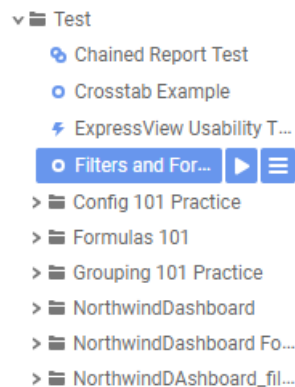 Test
Chained Report Test
Crosstab Example
ExpressView Usability T...
Filters and For...
Config 101 Practice
Formulas 101
Grouping 101 Practice
NorthwindDashboard
NorthwindDashboard Fo...
NorthwindDAshboard_fil...